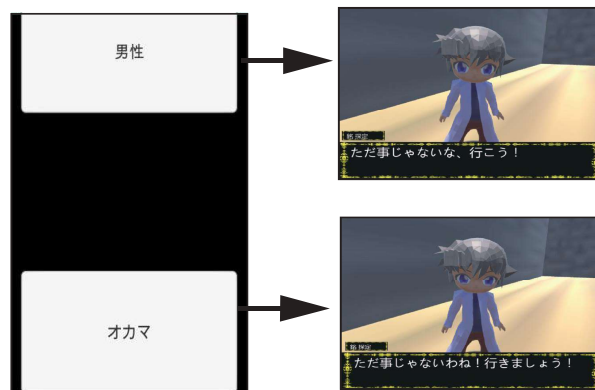 男性
ただ事じゃないな、行こう！
オカマ
ただ事じゃないわね！行きましょう！